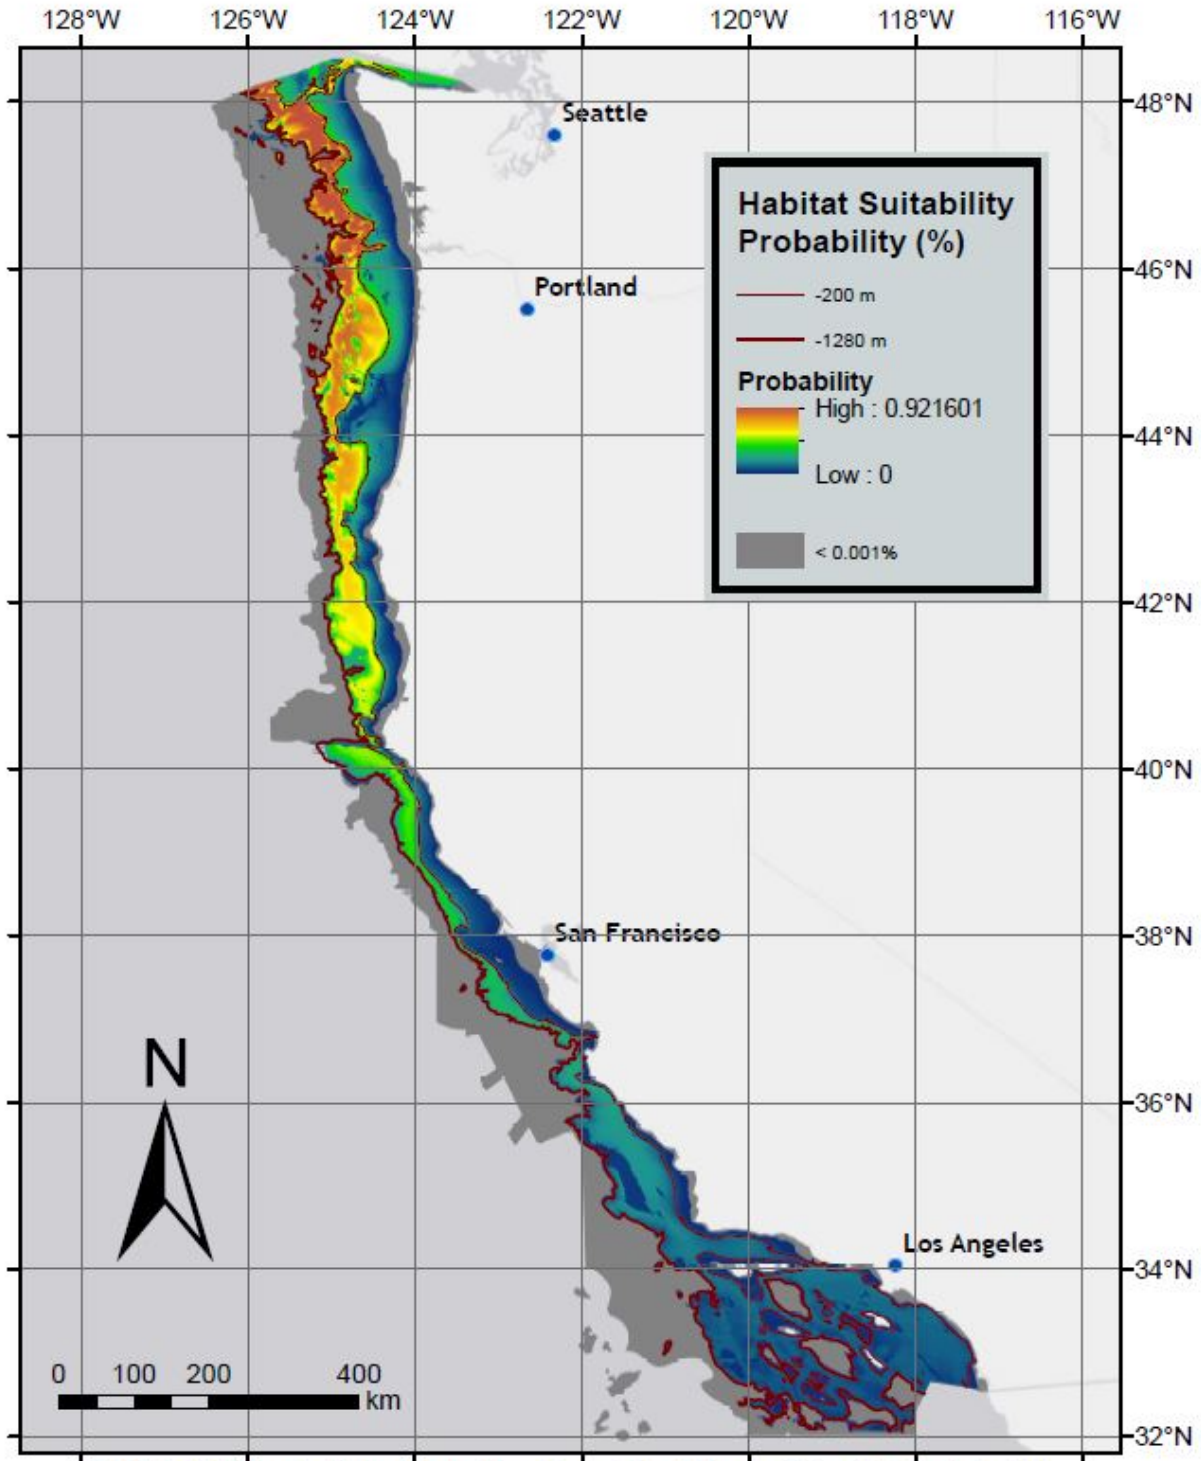 128°W 126°W 124°W 122°W 120°W 118°W 116°W
48°N
Seattle
Habitat Suitability
Probability (%)
46°N
Portland
-200 m
-1280 m
Probability
High : 0.921601
44°N
Low : 0
< 0.001%
42°N
40°N
38°N
San Francisco
N
36°N
Los Angeles
34°N
0 100 200 400
km
32°N